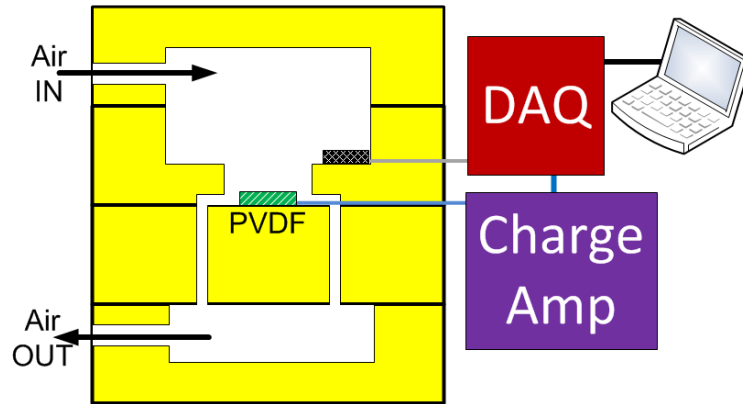 Air
IN
DAQ
PVDF
Charge
Amp
Air
OUT